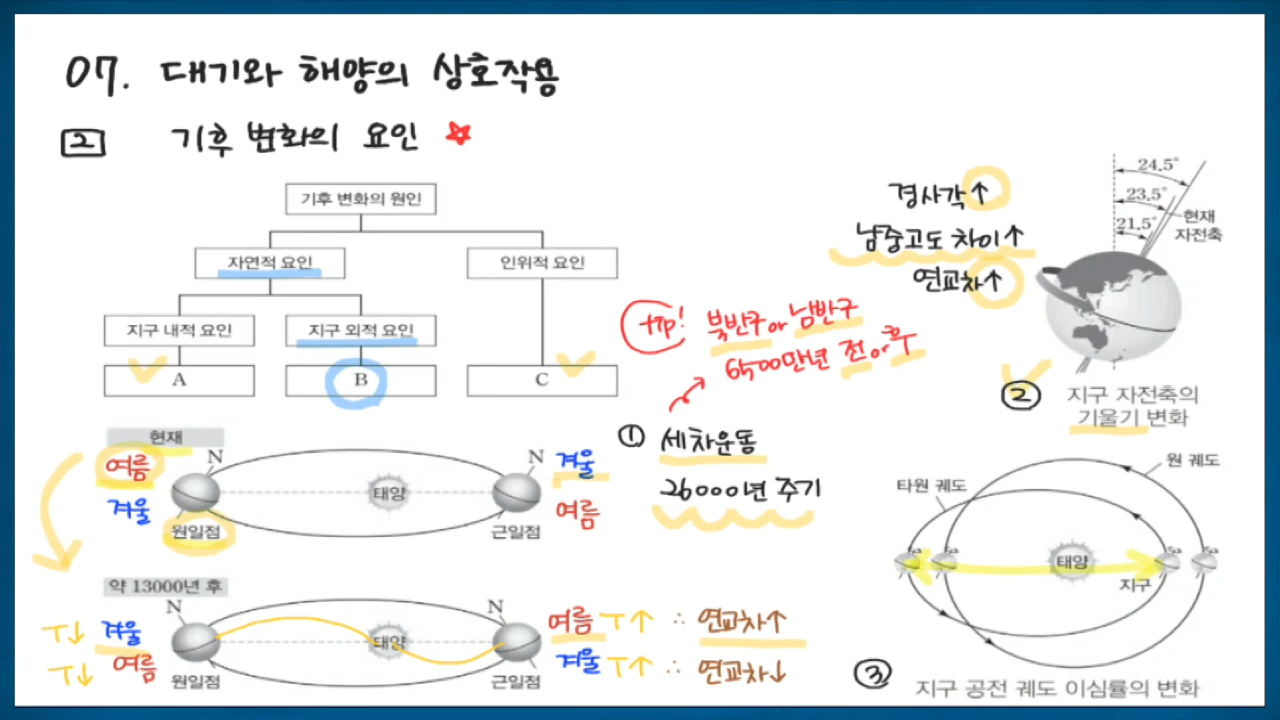 07. 대기와 해양의 상호작용
2 기후 변화의 요인
기후 변화의 원인
자연적 요인 인위적 요인
지구 내적 요인 지구 외적 요인
A B C
경사각↑
남중고도 차이↑
연교차↑
24.5°
23.5°
21.5°
현재
자전축
② 지구 자전축의
기울기 변화
tip! 북반구 or 남반구
6500만년 전 or 후
① 세차운동
26000년 주기
현재
여름 N N 겨울
겨울 태양 여름
원일점 근일점
약 13000년 후
N N
T↓ 겨울 태양 여름 T↑ ∴ 연교차↑
T↓ 여름 겨울 T↑ ∴ 연교차↓
원일점 근일점
원 궤도
타원 궤도
태양
지구
③ 지구 공전 궤도 이심률의 변화